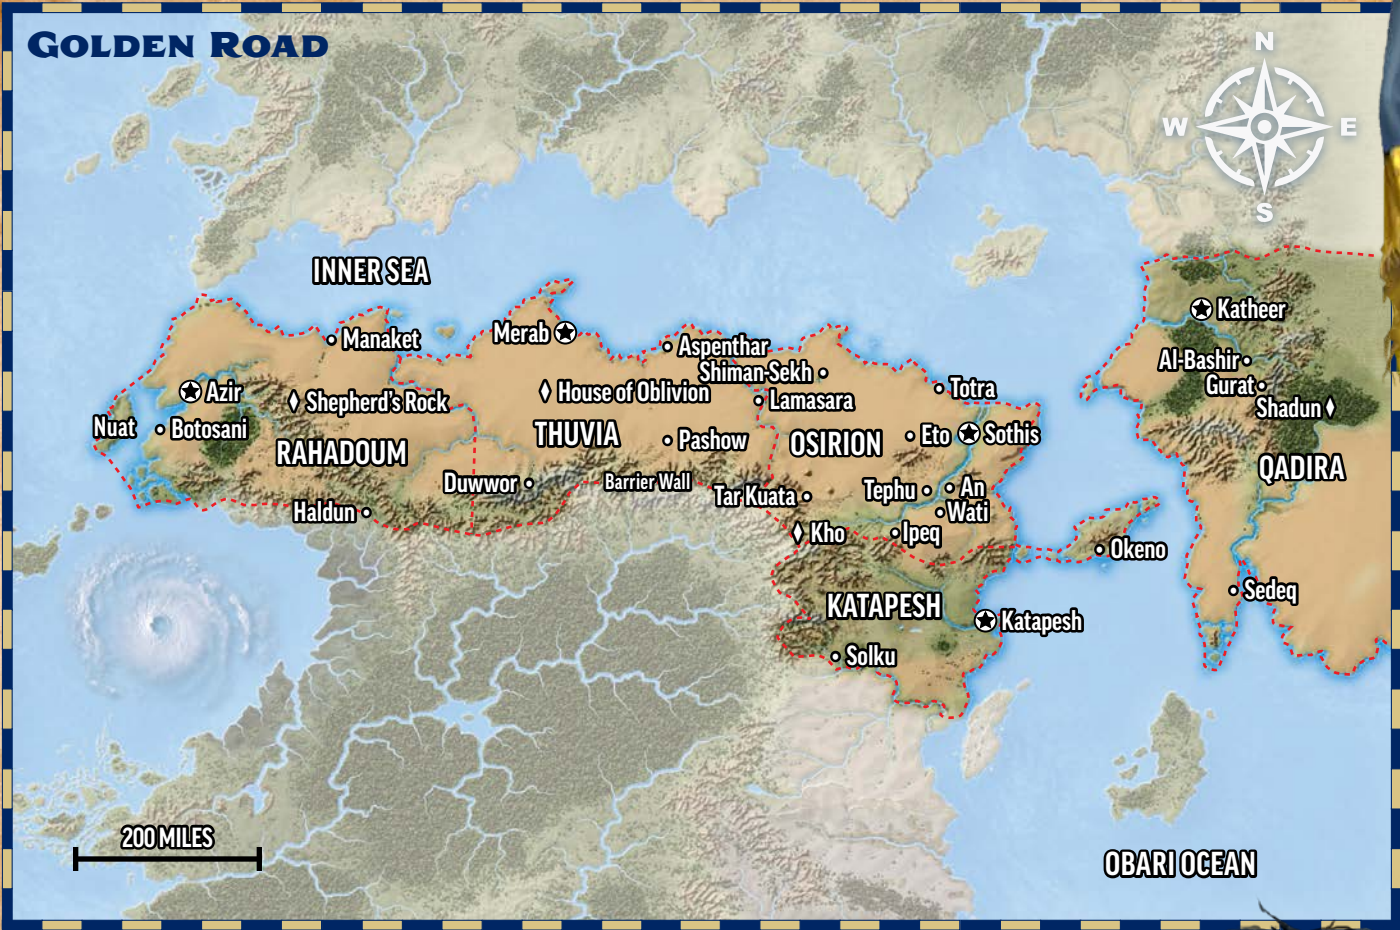 GOLDEN ROAD
N
W
E
S
INNER SEA
Katheer
Manaket
Merab
Aspenthar
Al-Bashir
Shiman-Sekh
Gurat
Azir
Shepherd's Rock
House of Oblivion
Lamasara
Totra
Shadun
Nuat
Botosani
RAHADOUM
THUVIA
Pashow
OSIRION
Eto
Sothis
QADIRA
Duwwor
Barrier Wall
Tar Kuata
Tephu
An
Wati
Haldun
Kho
Ipeq
Okeno
Sedeq
KATAPESH
Katapesh
Solku
200 MILES
OBARI OCEAN